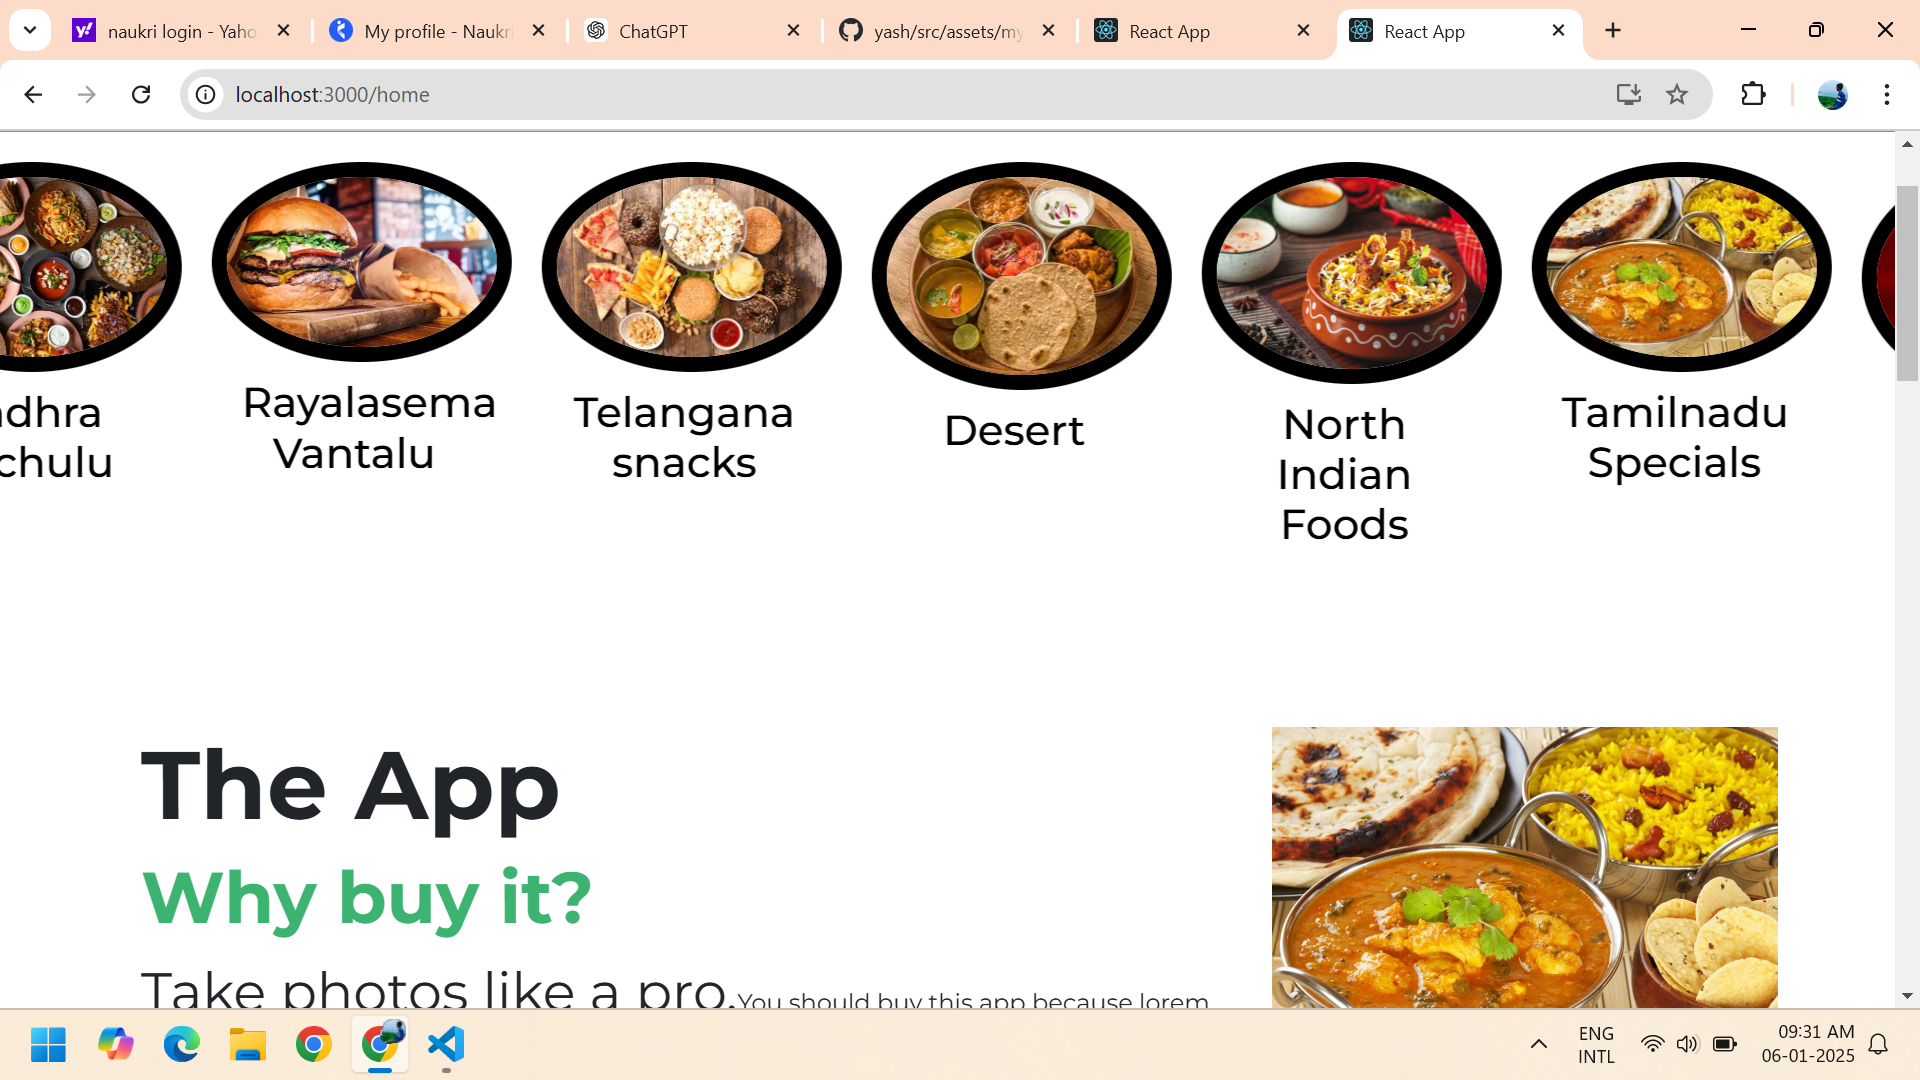 naukri login - Yaho
My profile - Naukri
ChatGPT
yash/src/assets/my
React App
React App
localhost:3000/home
dhra
chulu
Rayalasema
Vantalu
Telangana
snacks
Desert
North
Indian
Foods
Tamilnadu
Specials
The App
Why buy it?
Take photos like a pro. You should buy this app because lorem
ENG
INTL
09:31 AM
06-01-2025